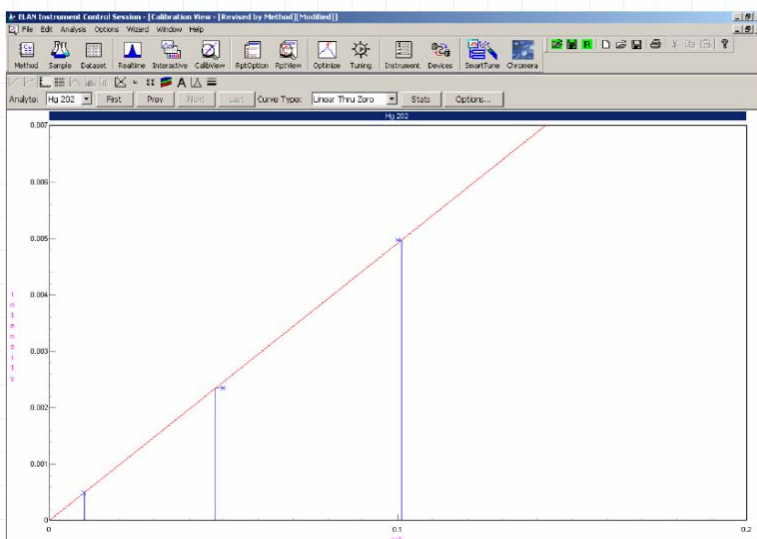 ELAN Instrument Control Session - [Calibration View - [Revised by Method][Modified]]
File Edit Analysis Options Wizard Window Help
Method Sample Dataset Realtime Interactive CalibView RptOption RptView Optimize Tuning Instrument Devices SmartTune Chromera
Analyte: Hg 202 First Prev Next Last Curve Type: Linear Thru Zero Stats Options...
Hg 202
0.007
0.006
0.005
0.004
0.003
0.002
0.001
0
Intensity
0 0.1 0.2